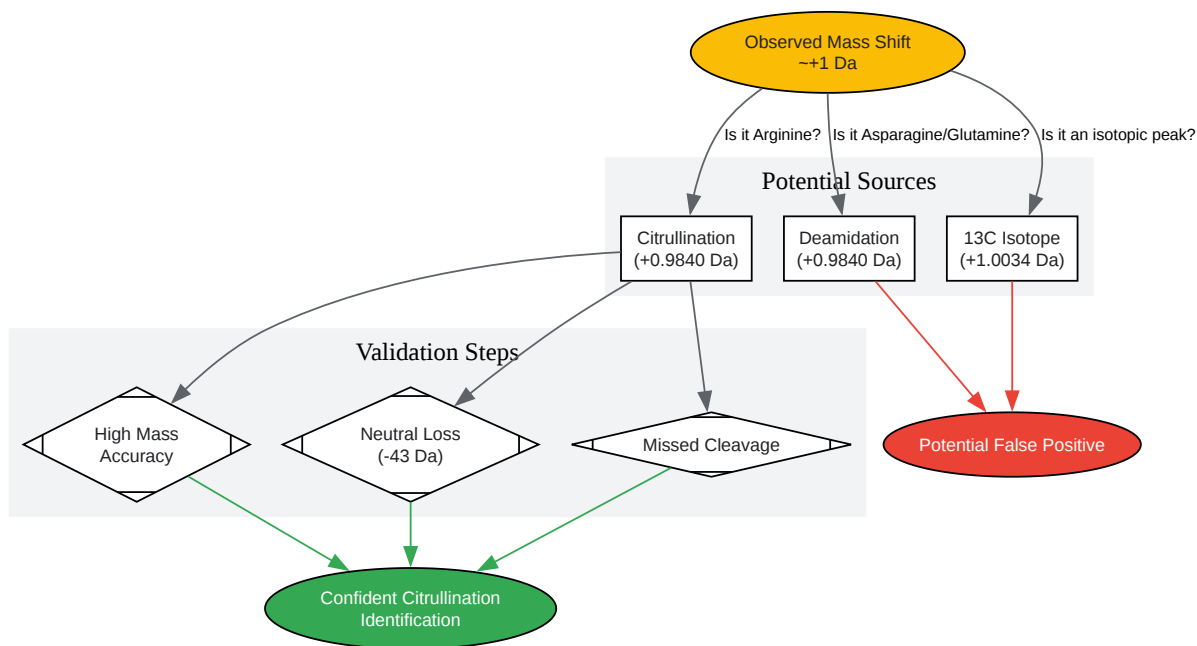 Observed Mass Shift
~+1 Da
Is it Arginine?
Is it Asparagine/Glutamine?
Is it an isotopic peak?
Potential Sources
Citrullination
(+0.9840 Da)
Deamidation
(+0.9840 Da)
13C Isotope
(+1.0034 Da)
Validation Steps
High Mass
Accuracy
Neutral Loss
(-43 Da)
Missed Cleavage
Potential False Positive
Confident Citrullination
Identification